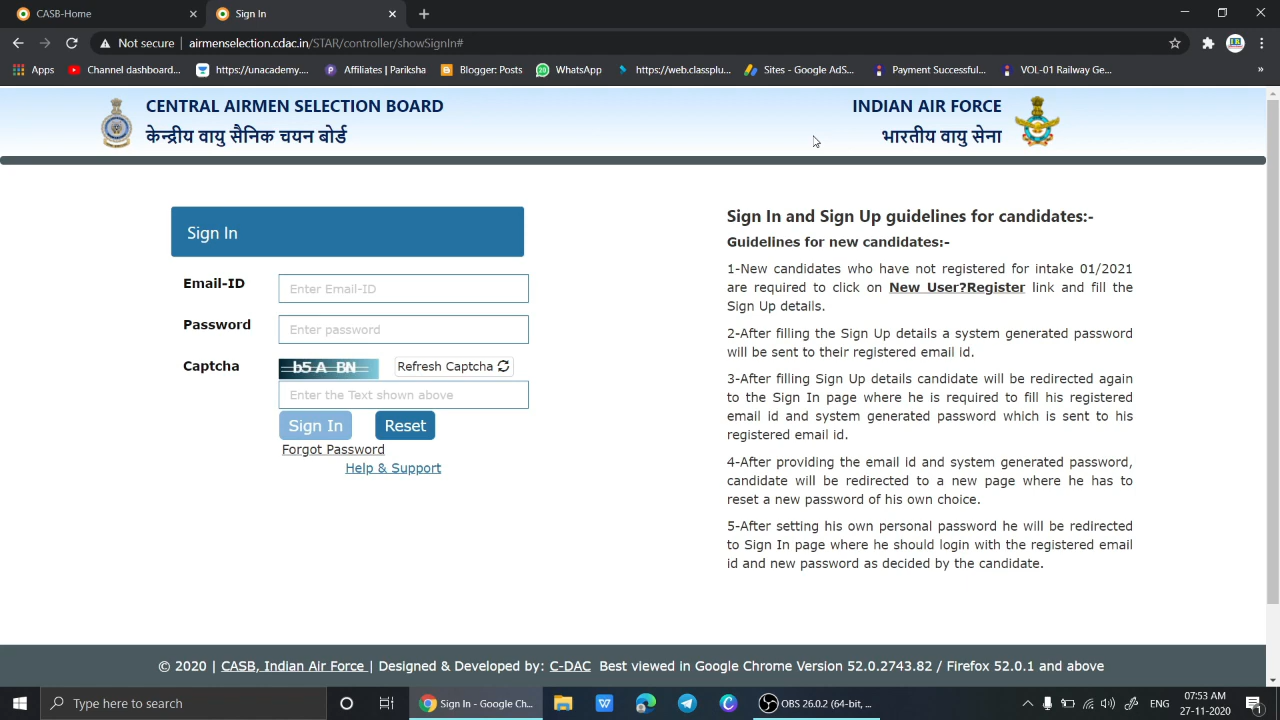 CASB-Home
Sign In
Not secure airmenselection.cdac.in/STAR/controller/showSignIn#
Apps Channel dashboard... https://unacademy.... Affiliates | Pariksha Blogger: Posts WhatsApp https://web.classplu... Sites - Google AdS... Payment Successful... VOL-01 Railway Ge... »
CENTRAL AIRMEN SELECTION BOARD
केन्द्रीय वायु सैनिक चयन बोर्ड
INDIAN AIR FORCE
भारतीय वायु सेना
Sign In
Email-ID
Enter Email-ID
Password
Enter password
Captcha
b5 A BN
Refresh Captcha
Enter the Text shown above
Sign In
Reset
Forgot Password
Help & Support
Sign In and Sign Up guidelines for candidates:-
Guidelines for new candidates:-
1-New candidates who have not registered for intake 01/2021
are required to click on New User?Register link and fill the
Sign Up details.
2-After filling the Sign Up details a system generated password
will be sent to their registered email id.
3-After filling Sign Up details candidate will be redirected again
to the Sign In page where he is required to fill his registered
email id and system generated password which is sent to his
registered email id.
4-After providing the email id and system generated password,
candidate will be redirected to a new page where he has to
reset a new password of his own choice.
5-After setting his own personal password he will be redirected
to Sign In page where he should login with the registered email
id and new password as decided by the candidate.
© 2020 | CASB, Indian Air Force | Designed & Developed by: C-DAC Best viewed in Google Chrome Version 52.0.2743.82 / Firefox 52.0.1 and above
Type here to search
Sign In - Google Ch...
OBS 26.0.2 (64-bit, ...
ENG
07:53 AM
27-11-2020